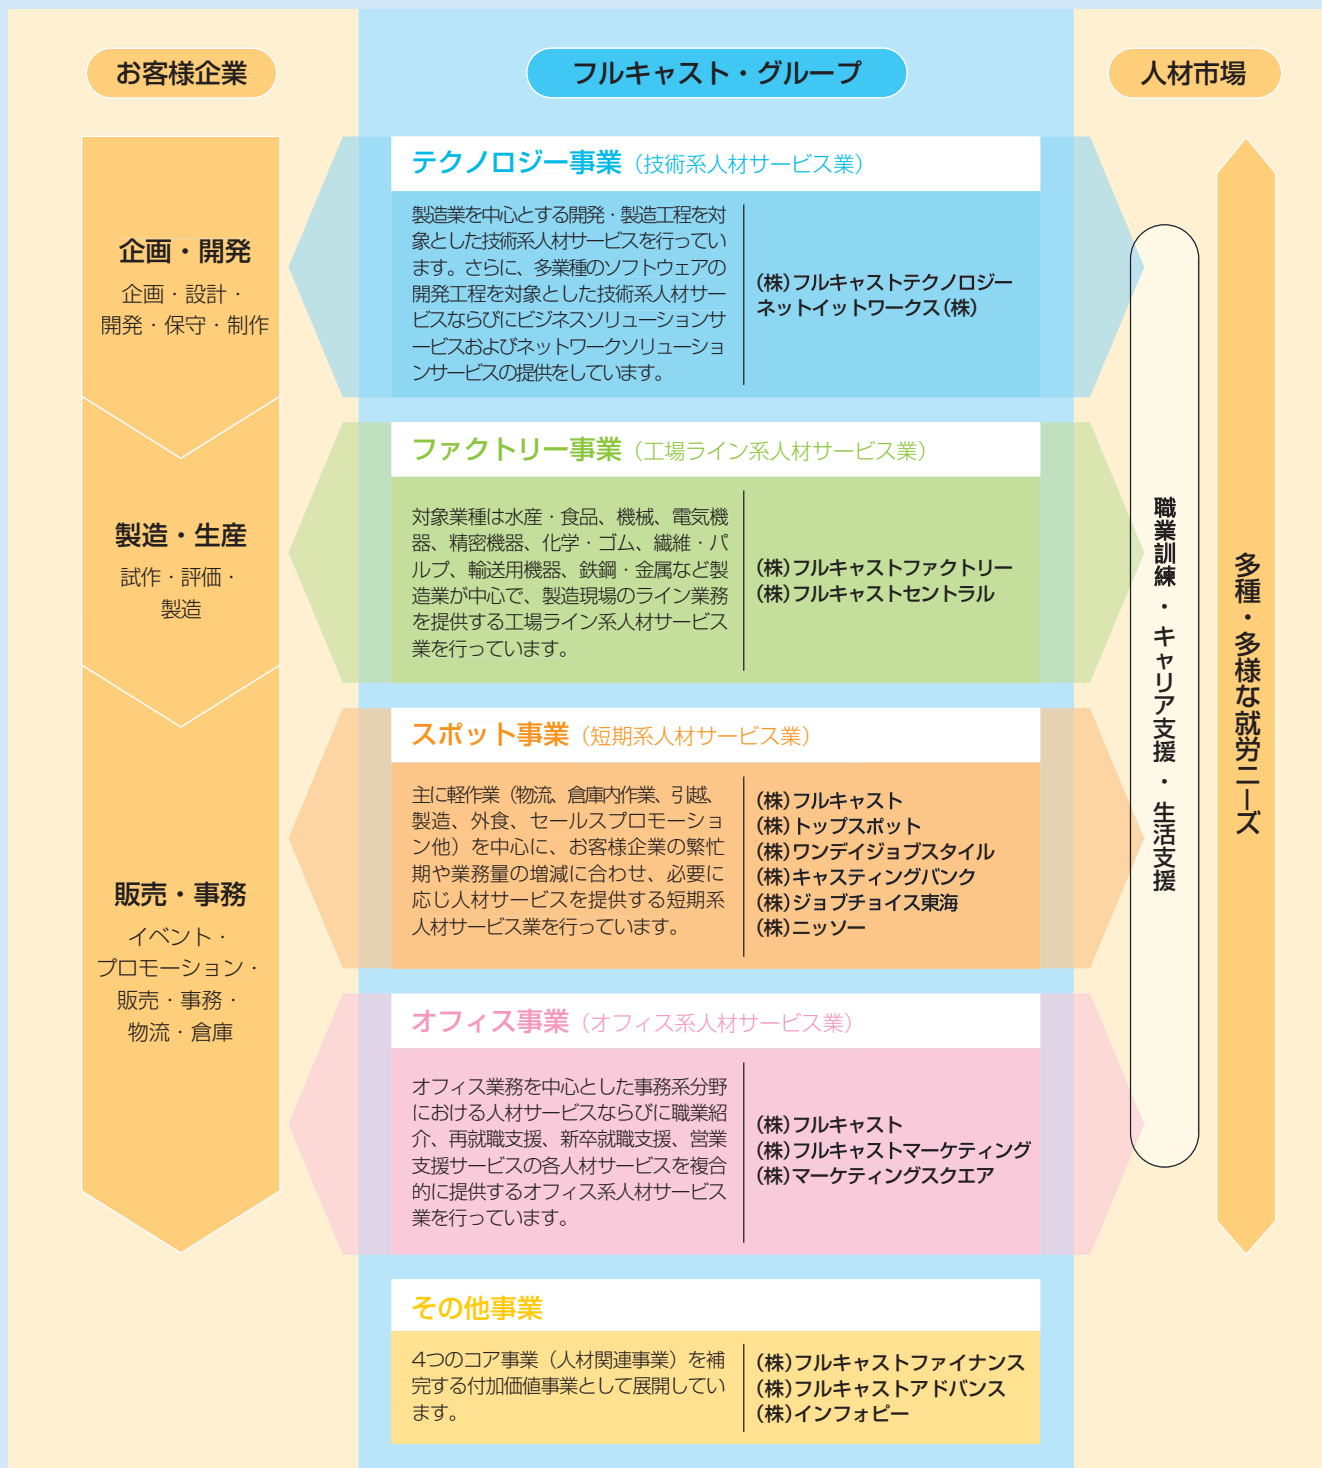 お客様企業
フルキャスト・グループ
人材市場
企画・開発
企画・設計・
開発・保守・制作
製造・生産
試作・評価・
製造
販売・事務
イベント・
プロモーション・
販売・事務・
物流・倉庫
テクノロジー事業（技術系人材サービス業）
製造業を中心とする開発・製造工程を対
象とした技術系人材サービスを行ってい
ます。さらに、多業種のソフトウェアの
開発工程を対象とした技術系人材サー
ビスならびにビジネスソリューションサ
ービスおよびネットワークソリューショ
ンサービスの提供をしています。
(株)フルキャストテクノロジー
ネットイットワークス(株)
ファクトリー事業（工場ライン系人材サービス業）
対象業種は水産・食品、機械、電気機
器、精密機器、化学・ゴム、繊維・パ
ルプ、輸送用機器、鉄鋼・金属など製
造業が中心で、製造現場のライン業務
を提供する工場ライン系人材サービス
業を行っています。
(株)フルキャストファクトリー
(株)フルキャストセントラル
スポット事業（短期系人材サービス業）
主に軽作業（物流、倉庫内作業、引越、
製造、外食、セールスプロモーショ
ン他）を中心に、お客様企業の繁忙
期や業務量の増減に合わせ、必要に
応じ人材サービスを提供する短期系
人材サービス業を行っています。
(株)フルキャスト
(株)トップスポット
(株)ワンデイジョブスタイル
(株)キャスティングバンク
(株)ジョブチョイス東海
(株)ニッソー
オフィス事業（オフィス系人材サービス業）
オフィス業務を中心とした事務系分野
における人材サービスならびに職業紹
介、再就職支援、新卒就職支援、営業
支援サービスの各人材サービスを複合
的に提供するオフィス系人材サービス
業を行っています。
(株)フルキャスト
(株)フルキャストマーケティング
(株)マーケティングスクエア
その他事業
4つのコア事業（人材関連事業）を補
完する付加価値事業として展開してい
ます。
(株)フルキャストファイナンス
(株)フルキャストアドバンス
(株)インフォピー
職業訓練・キャリア支援・生活支援
多種・多様な就労ニーズ